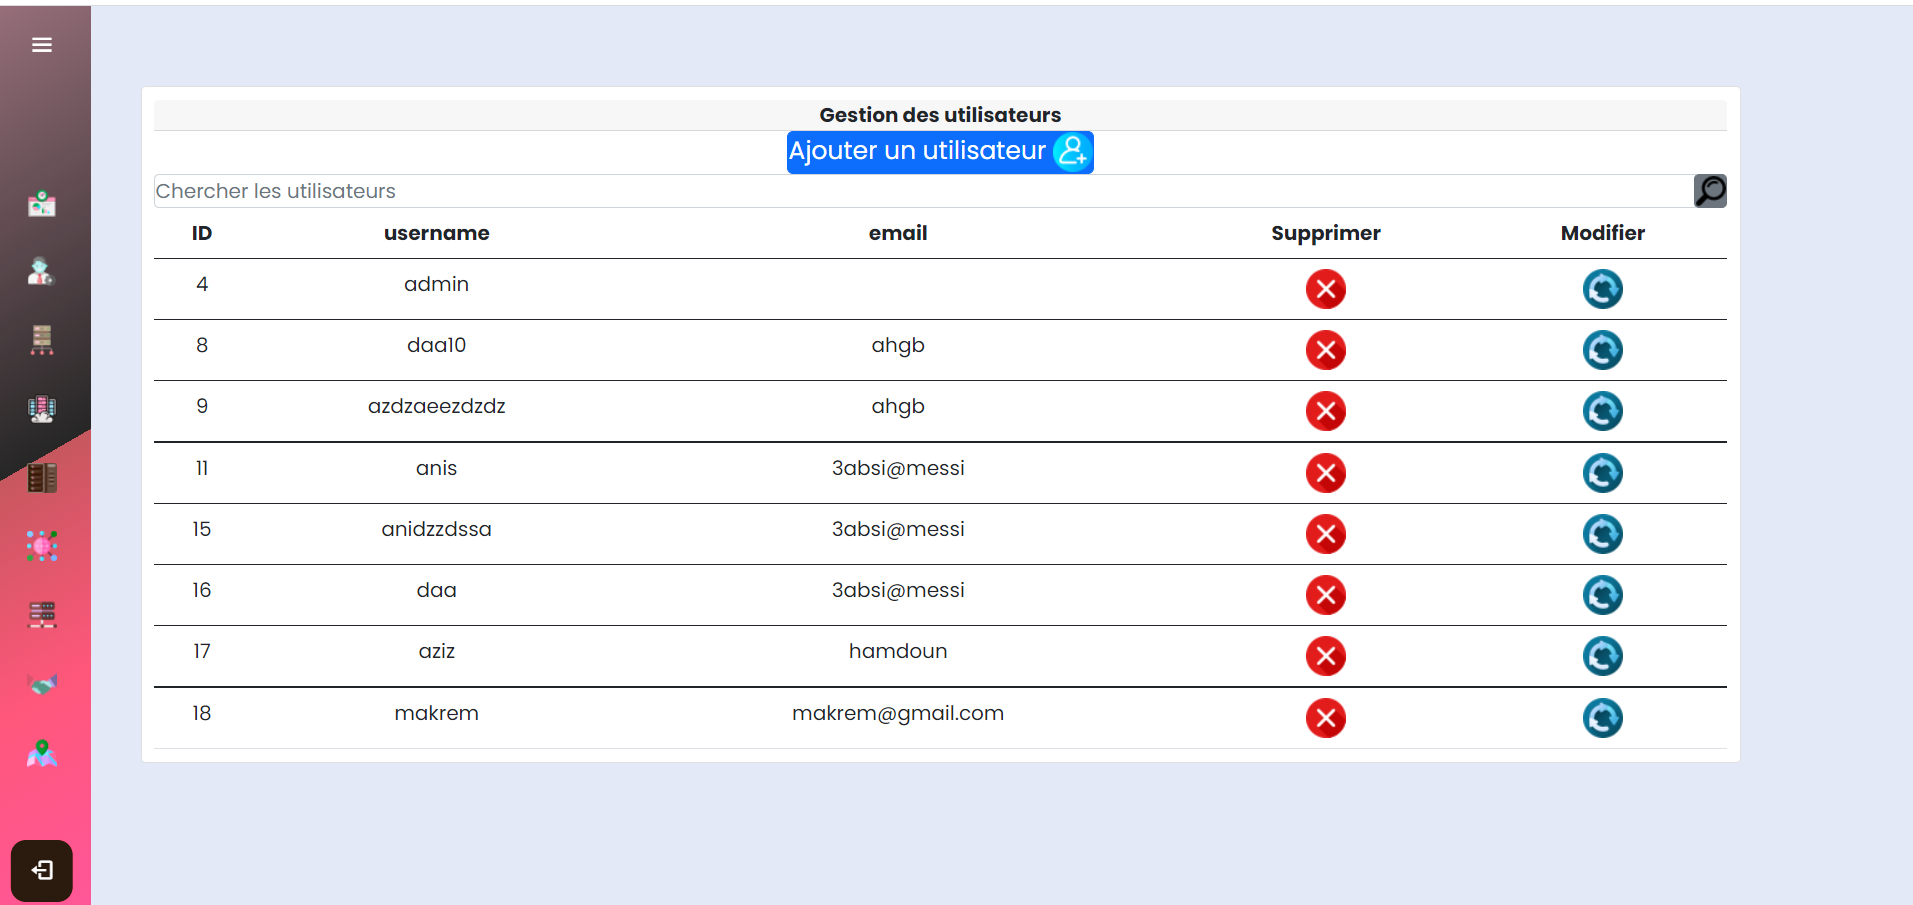 Gestion des utilisateurs
Ajouter un utilisateur
Chercher les utilisateurs
ID username email Supprimer Modifier
4 admin
8 daa10 ahgb
9 azdzaeezdzdz ahgb
11 anis 3absi@messi
15 anidzzdssa 3absi@messi
16 daa 3absi@messi
17 aziz hamdoun
18 makrem makrem@gmail.com